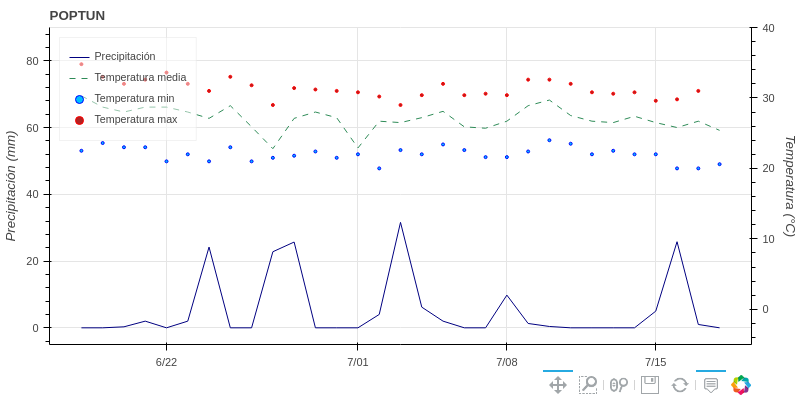 POPTUN
Precipitación
Temperatura media
Temperatura min
Temperatura max
Precipitación (mm)
80
60
40
20
0
Temperatura (°C)
40
30
20
10
0
6/22
7/01
7/08
7/15